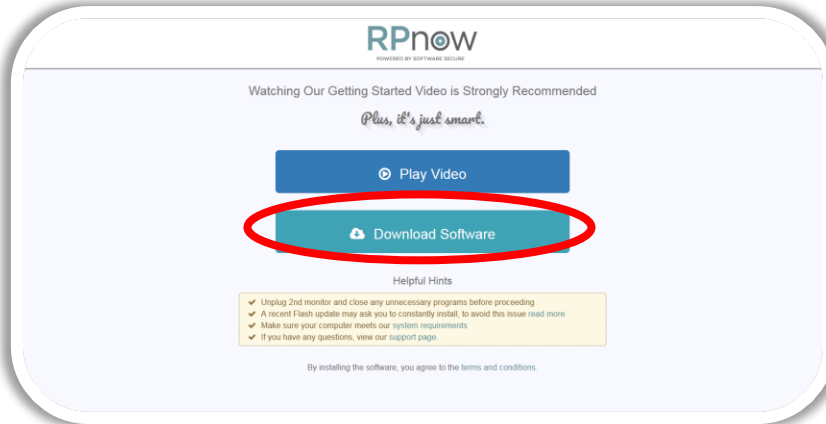 RPnow
POWERED BY SOFTWARE SECURE
Watching Our Getting Started Video is Strongly Recommended
Plus, it's just smart.
Play Video
Download Software
Helpful Hints
Unplug 2nd monitor and close any unnecessary programs before proceeding
A recent Flash update may ask you to constantly install, to avoid this issue read more
Make sure your computer meets our system requirements
If you have any questions, view our support page.
By installing the software, you agree to the terms and conditions.